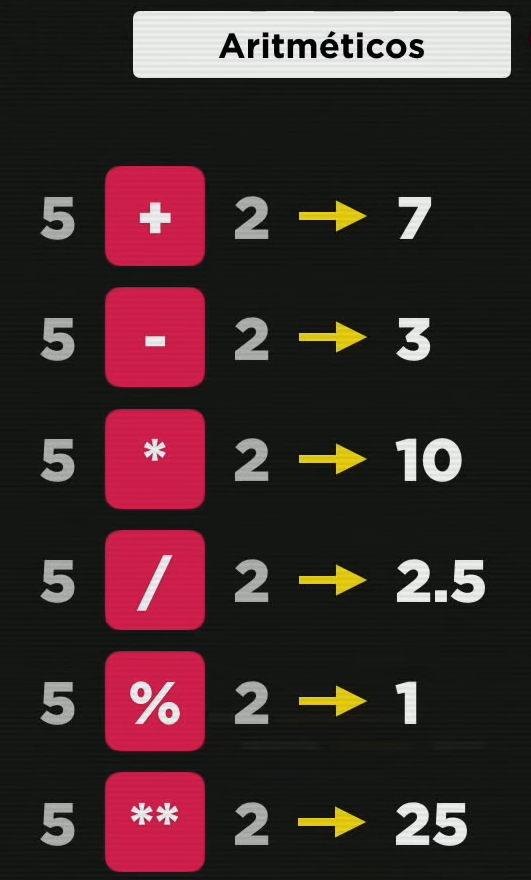 Aritméticos
5 + 2 → 7
5 - 2 → 3
5 * 2 → 10
5 / 2 → 2.5
5 % 2 → 1
5 ** 2 → 25